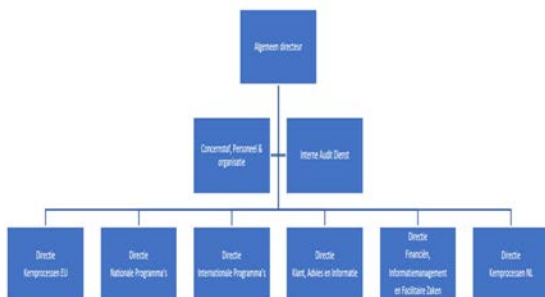 Algemeen directeur
Concernstaf, Personeel &
organisatie
Interne Audit Dienst
Directie
Kernprocessen EU
Directie
Nationale Programma's
Directie
Internationale Programma's
Directie
Klant, Advies en Informatie
Directie
Financiën,
Informatiemanagement
en Facilitaire Zaken
Directie
Kernprocessen NL